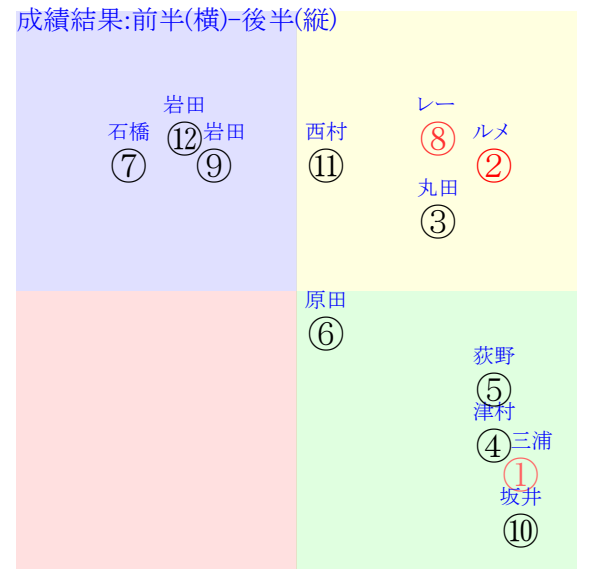 成績結果:前半(横)-後半(縦)
岩田
⑫
レー
⑧
石橋
⑦
岩田
⑨
西村
⑪
ルメ
②
丸田
③
原田
⑥
荻野
⑤
津村
④
三浦
①
坂井
⑩